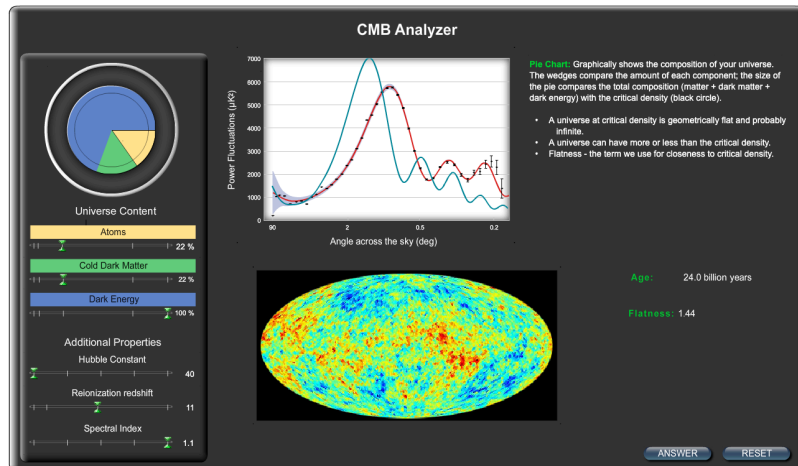 CMB Analyzer
Universe Content
Atoms
22 %
Cold Dark Matter
22 %
Dark Energy
100 %
Additional Properties
Hubble Constant
40
Reionization redshift
11
Spectral Index
1.1
Power Fluctuations (μK²)
7000
6000
5000
4000
3000
2000
1000
0
90
2
0.5
0.2
Angle across the sky (deg)
Pie Chart: Graphically shows the composition of your universe.
The wedges compare the amount of each component; the size of
the pie compares the total composition (matter + dark matter +
dark energy) with the critical density (black circle).
• A universe at critical density is geometrically flat and probably
infinite.
• A universe can have more or less than the critical density.
• Flatness - the term we use for closeness to critical density.
Age: 24.0 billion years
Flatness: 1.44
ANSWER
RESET